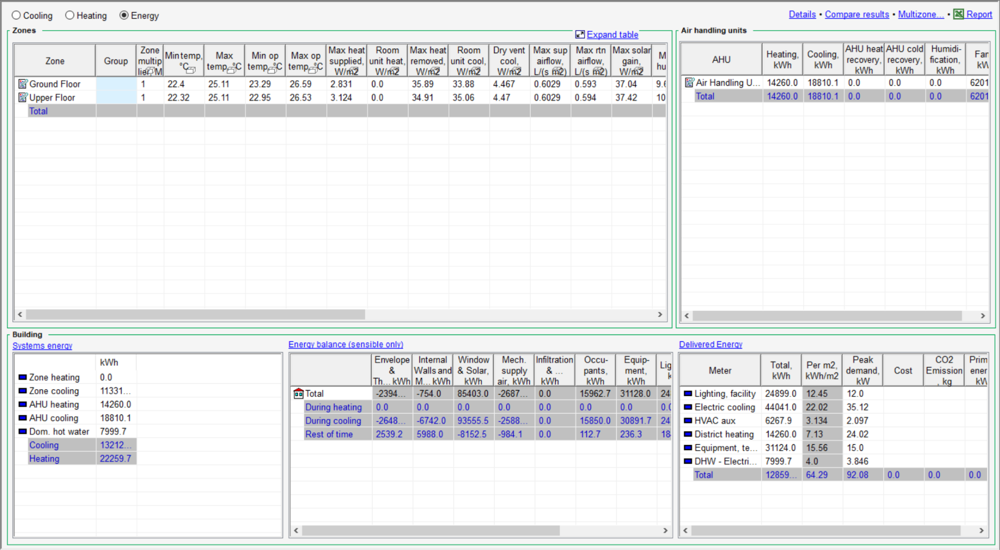 Cooling Heating Energy
Details • Compare results • Multizone... • Report
Zones
Expand table
Zone Group Zone multip lier, M Min temp, °C Max temp, °C Min op temp, °C Max op temp, °C Max heat supplied, W/m2 Room unit heat, W/m2 Max heat removed, W/m2 Room unit cool, W/m2 Dry vent cool, W/m2 Max sup airflow, L/(s m2) Max rtn airflow, L/(s m2) Max solar gain, W/m2 M hu
Ground Floor 1 22.4 25.11 23.29 26.59 2.831 0.0 35.89 33.88 4.467 0.6029 0.593 37.04 9.6
Upper Floor 1 22.32 25.11 22.95 26.53 3.124 0.0 34.91 35.06 4.47 0.6029 0.594 37.42 10
Total
Air handling units
AHU Heating, kWh Cooling, kWh AHU heat recovery, kWh AHU cold recovery, kWh Humidi- fication, kWh Fan kW
Air Handling U... 14260.0 18810.1 0.0 0.0 0.0 6201
Total 14260.0 18810.1 0.0 0.0 0.0 6201
Building
Systems energy
kWh
Zone heating 0.0
Zone cooling 11331...
AHU heating 14260.0
AHU cooling 18810.1
Dom. hot water 7999.7
Cooling 13212...
Heating 22259.7
Energy balance (sensible only)
Envelope & Th... kWh Internal Walls and M... kWh Window & Solar, kWh Mech. supply air, kWh Infiltration & ... kWh Occu- pants, kWh Equip- ment, kWh Lig k
Total -2394... -754.0 85403.0 -2687... 0.0 15962.7 31128.0 24
During heating 0.0 0.0 0.0 0.0 0.0 0.0 0.0 0.0
During cooling -2648... -6742.0 93555.5 -2588... 0.0 15850.0 30891.7 24
Rest of time 2539.2 5988.0 -8152.5 -984.1 0.0 112.7 236.3 18
Delivered Energy
Meter Total, kWh Per m2, kWh/m2 Peak demand, kW Cost CO2 Emission , kg Prim ener kW
Lighting, facility 24899.0 12.45 12.0
Electric cooling 44041.0 22.02 35.12
HVAC aux 6267.9 3.134 2.097
District heating 14260.0 7.13 24.02
Equipment, te... 31124.0 15.56 15.0
DHW - Electri... 7999.7 4.0 3.846
Total 12859... 64.29 92.08 0.0 0.0 0.0